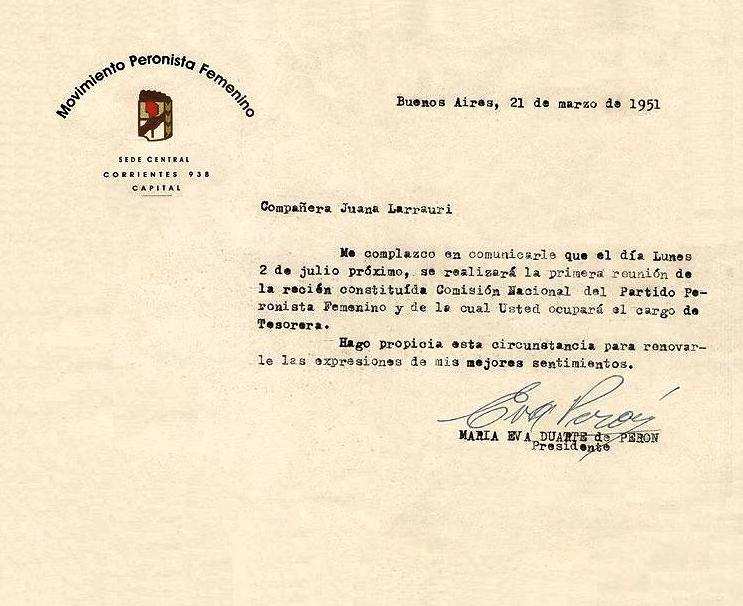 Movimiento Peronista Femenino
SEDE CENTRAL
CORRIENTES 938
CAPITAL
Buenos Aires, 21 de marzo de 1951
Compañera Juana Larrauri
Me complazco en comunicarle que el día Lunes
2 de julio próximo, se realizará la primera reunión de
la recién constituída Comisión Nacional del Partido Pe-
ronista Femenino y de la cual Usted ocupará el cargo de
Tesorera.
Hago propicia esta circunstancia para renovar-
le las expresiones de mis mejores sentimientos.
Eva Perón
MARIA EVA DUARTE de PERON
Presidente